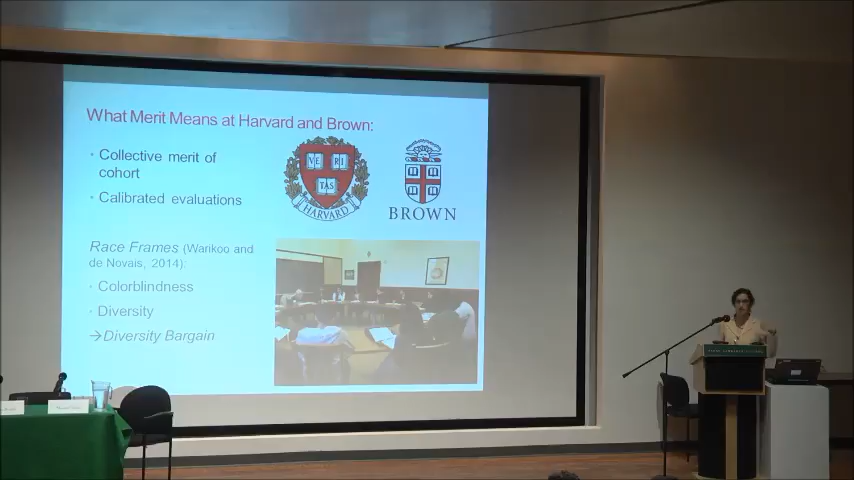 What Merit Means at Harvard and Brown:
· Collective merit of
cohort
· Calibrated evaluations
VE RI
TAS
HARVARD
BROWN
Race Frames (Warikoo and
de Novais, 2014):
· Colorblindness
· Diversity
→Diversity Bargain